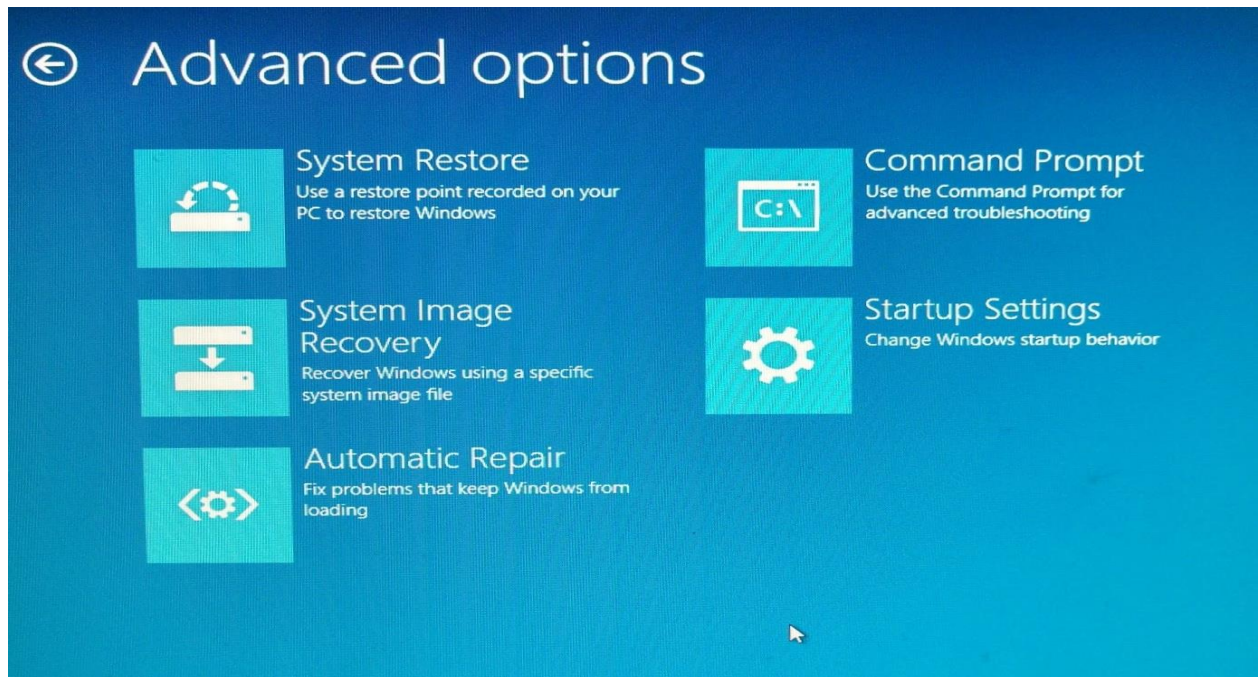 Advanced options
System Restore
Use a restore point recorded on your
PC to restore Windows
System Image
Recovery
Recover Windows using a specific
system image file
Automatic Repair
Fix problems that keep Windows from
loading
Command Prompt
Use the Command Prompt for
advanced troubleshooting
C:\
Startup Settings
Change Windows startup behavior